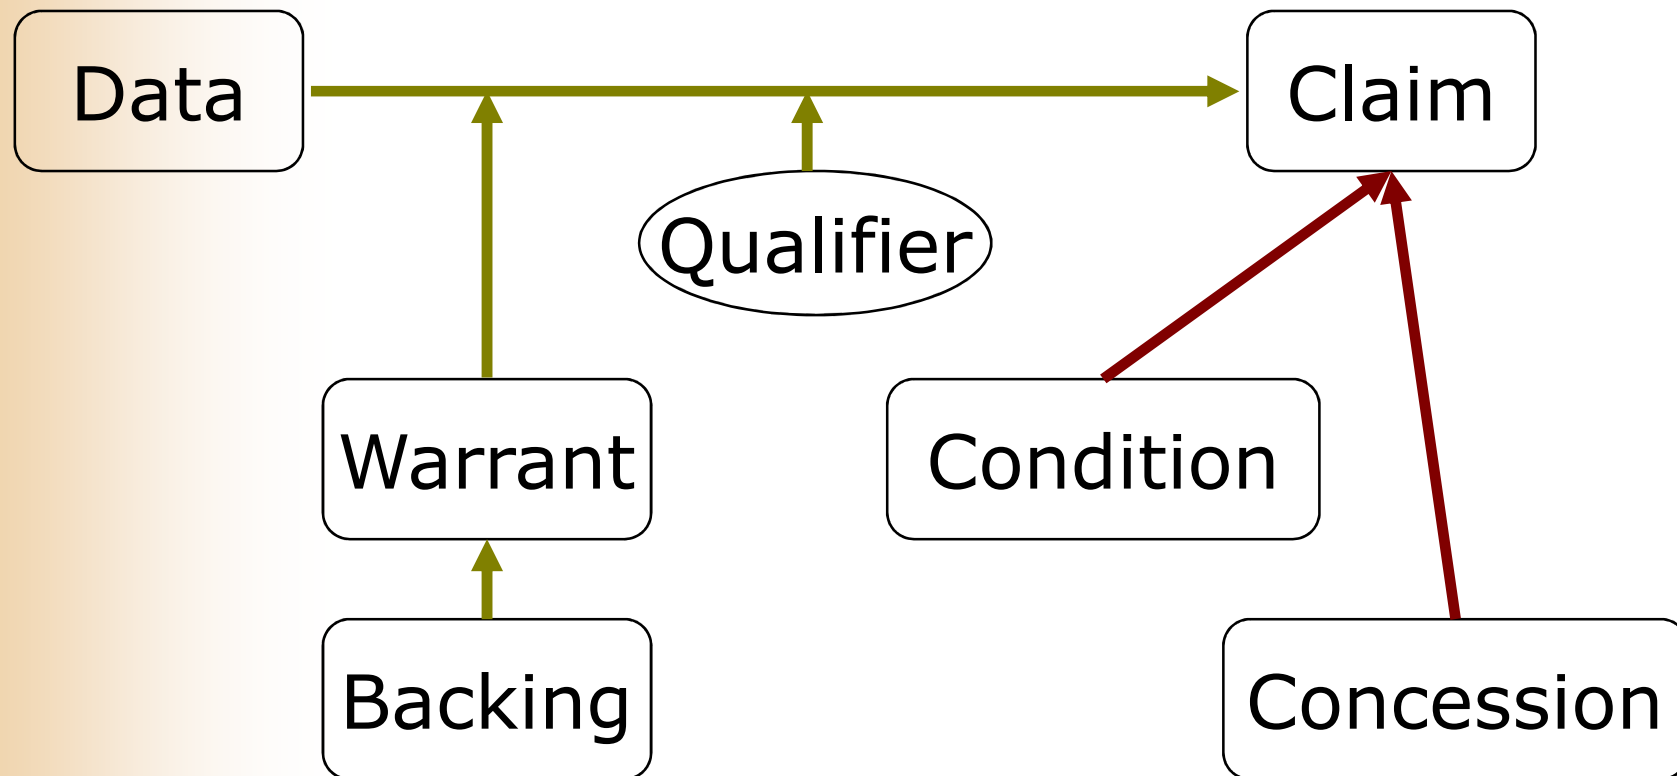 Data
Claim
Qualifier
Warrant
Condition
Backing
Concession